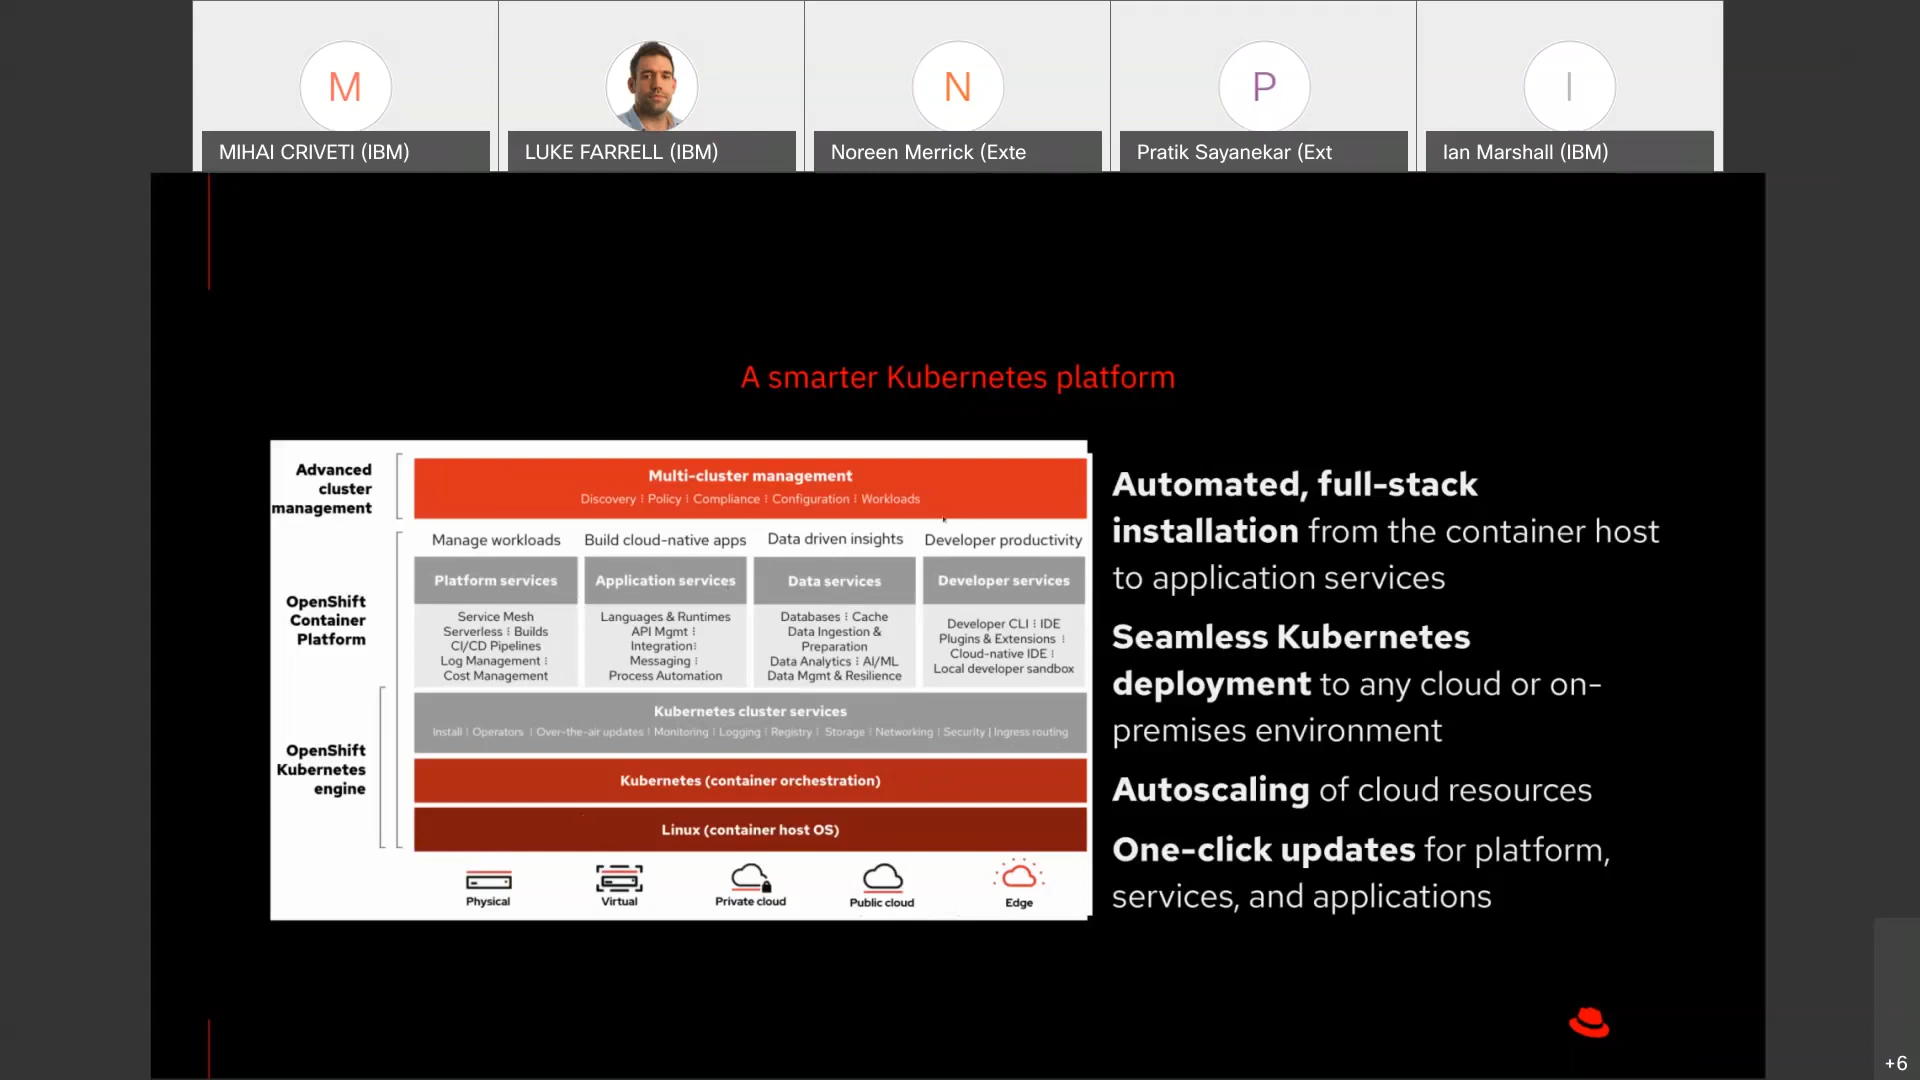 M
N
P
I
MIHAI CRIVETI (IBM)
LUKE FARRELL (IBM)
Noreen Merrick (Exte
Pratik Sayanekar (Ext
Ian Marshall (IBM)
A smarter Kubernetes platform
Advanced
cluster
management
Multi-cluster management
Discovery ⁝ Policy ⁝ Compliance ⁝ Configuration ⁝ Workloads
OpenShift
Container
Platform
Manage workloads
Platform services
Service Mesh
Serverless ⁝ Builds
CI/CD Pipelines
Log Management ⁝
Cost Management
Build cloud-native apps
Application services
Languages & Runtimes
API Mgmt ⁝
Integration⁝
Messaging ⁝
Process Automation
Data driven insights
Data services
Databases ⁝ Cache
Data Ingestion &
Preparation
Data Analytics ⁝ AI/ML
Data Mgmt & Resilience
Developer productivity
Developer services
Developer CLI ⁝ IDE
Plugins & Extensions ⁝
Cloud-native IDE ⁝
Local developer sandbox
OpenShift
Kubernetes
engine
Kubernetes cluster services
Install ⁝ Operators ⁝ Over-the-air updates ⁝ Monitoring ⁝ Logging ⁝ Registry ⁝ Storage ⁝ Networking ⁝ Security | Ingress routing
Kubernetes (container orchestration)
Linux (container host OS)
Physical
Virtual
Private cloud
Public cloud
Edge
Automated, full-stack
installation from the container host
to application services
Seamless Kubernetes
deployment to any cloud or on-
premises environment
Autoscaling of cloud resources
One-click updates for platform,
services, and applications
+6